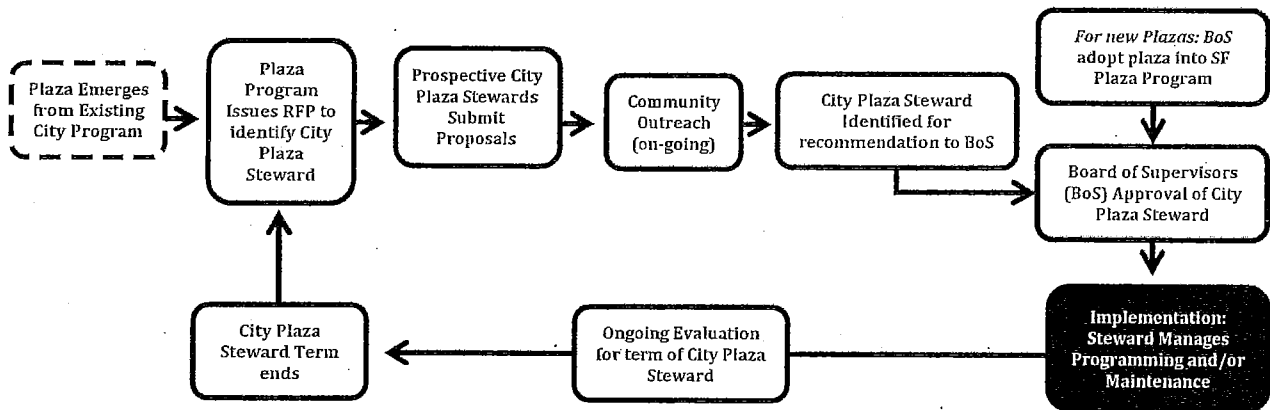 Plaza Emerges
from Existing
City Program
Plaza
Program
Issues RFP to
identify City
Plaza
Steward
Prospective City
Plaza Stewards
Submit
Proposals
Community
Outreach
(on-going)
City Plaza Steward
Identified for
recommendation to BoS
For new Plazas: BoS
adopt plaza into SF
Plaza Program
Board of Supervisors
(BoS) Approval of City
Plaza Steward
Implementation:
Steward Manages
Programming and/or
Maintenance
Ongoing Evaluation
for term of City Plaza
Steward
City Plaza
Steward Term
ends